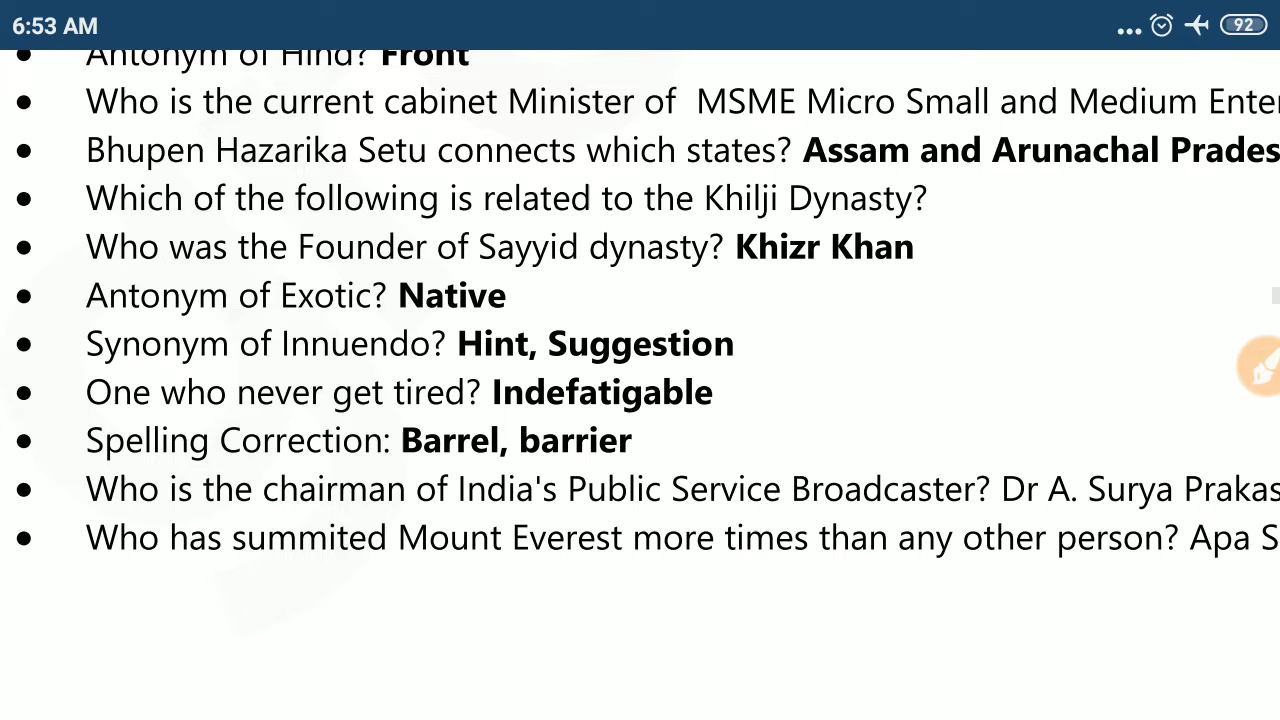 6:53 AM 92
• Antonym of Hind? Front
• Who is the current cabinet Minister of MSME Micro Small and Medium Enter
• Bhupen Hazarika Setu connects which states? Assam and Arunachal Prades
• Which of the following is related to the Khilji Dynasty?
• Who was the Founder of Sayyid dynasty? Khizr Khan
• Antonym of Exotic? Native
• Synonym of Innuendo? Hint, Suggestion
• One who never get tired? Indefatigable
• Spelling Correction: Barrel, barrier
• Who is the chairman of India's Public Service Broadcaster? Dr A. Surya Prakas
• Who has summited Mount Everest more times than any other person? Apa S